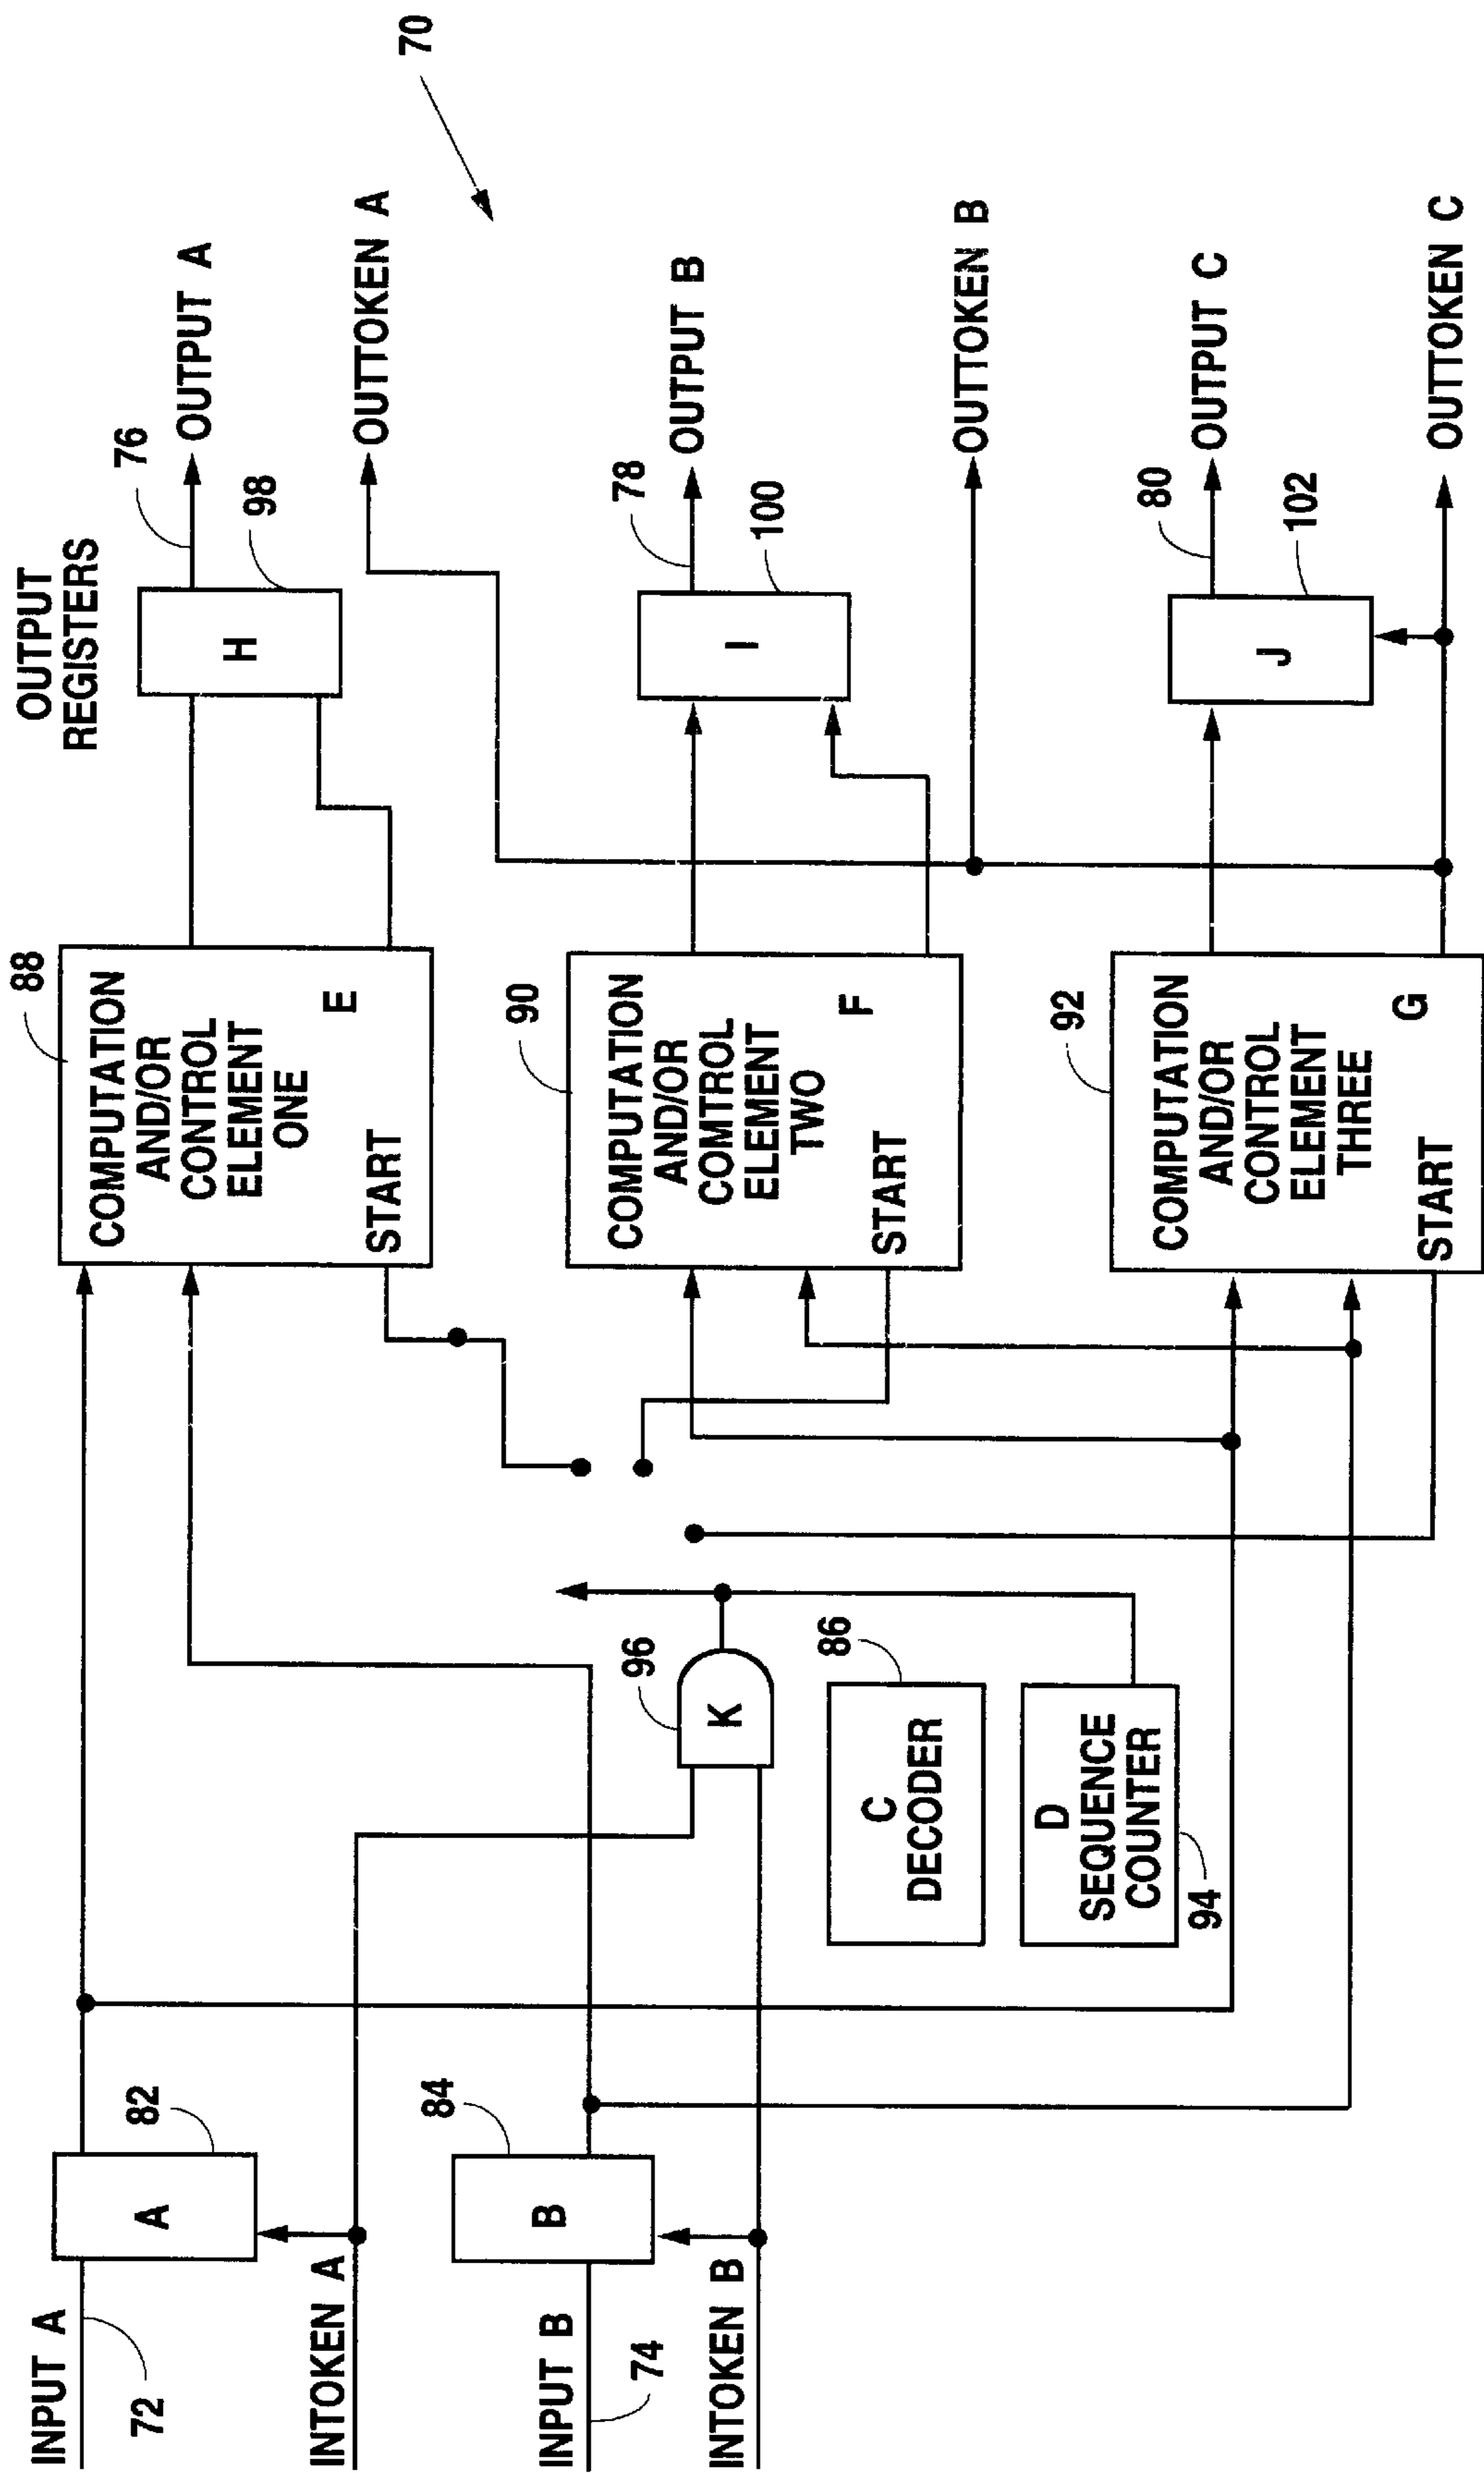 INPUT A
72
INTOKEN A
INPUT B
74
INTOKEN B
A
82
B
84
K
96
C
DECODER
86
D
SEQUENCE
COUNTER
94
COMPUTATION
AND/OR
CONTROL
ELEMENT
ONE
E
START
88
COMPUTATION
AND/OR
COMTROL
ELEMENT
TWO
F
START
90
COMPUTATION
AND/OR
CONTROL
ELEMENT
THREE
G
START
92
OUTPUT
REGISTERS
H
98
76
OUTPUT A
OUTTOKEN A
I
100
78
OUTPUT B
OUTTOKEN B
J
102
80
OUTPUT C
OUTTOKEN C
70